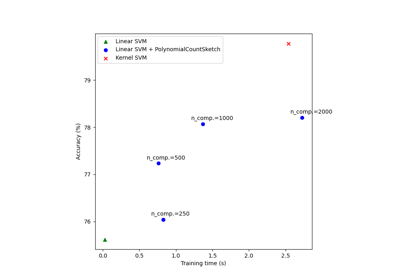 Linear SVM
Linear SVM + PolynomialCountSketch
Kernel SVM
79
n_comp.=2000
n_comp.=1000
78
Accuracy (%)
n_comp.=500
77
n_comp.=250
76
0.0 0.5 1.0 1.5 2.0 2.5
Training time (s)